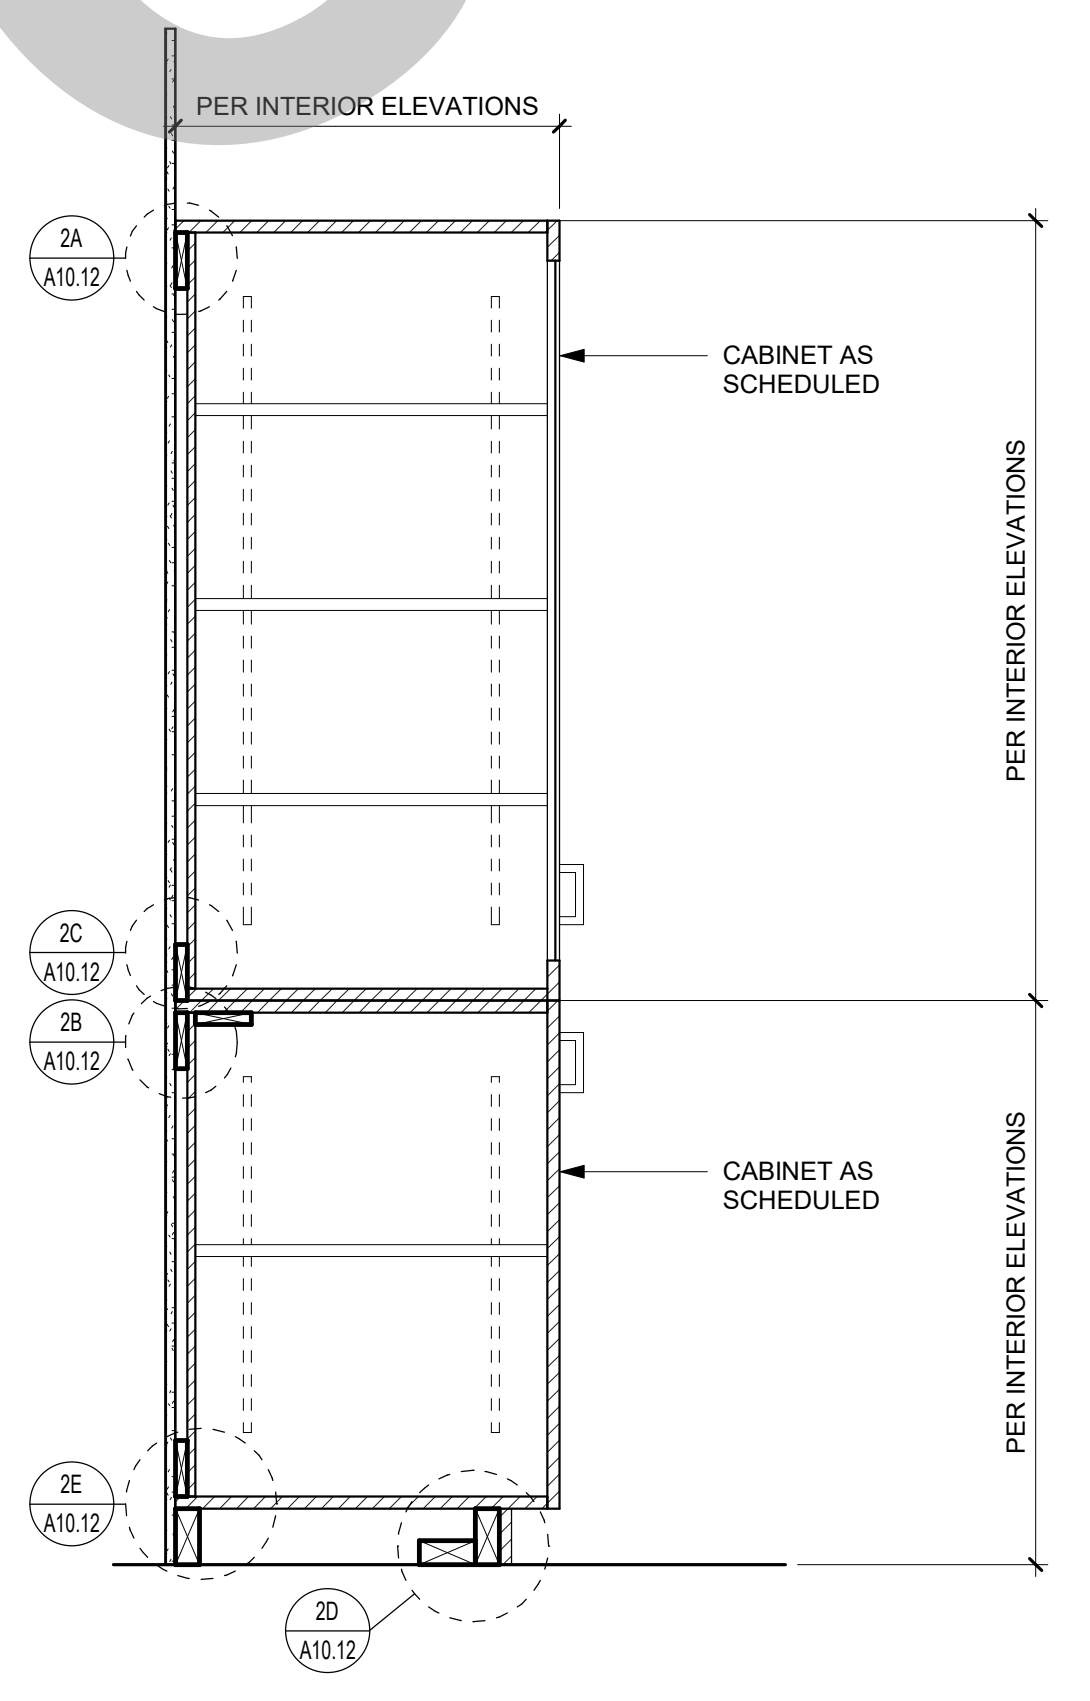 PER INTERIOR ELEVATIONS
2A
A10.12
CABINET AS
SCHEDULED
PER INTERIOR ELEVATIONS
2C
A10.12
2B
A10.12
CABINET AS
SCHEDULED
PER INTERIOR ELEVATIONS
2E
A10.12
2D
A10.12